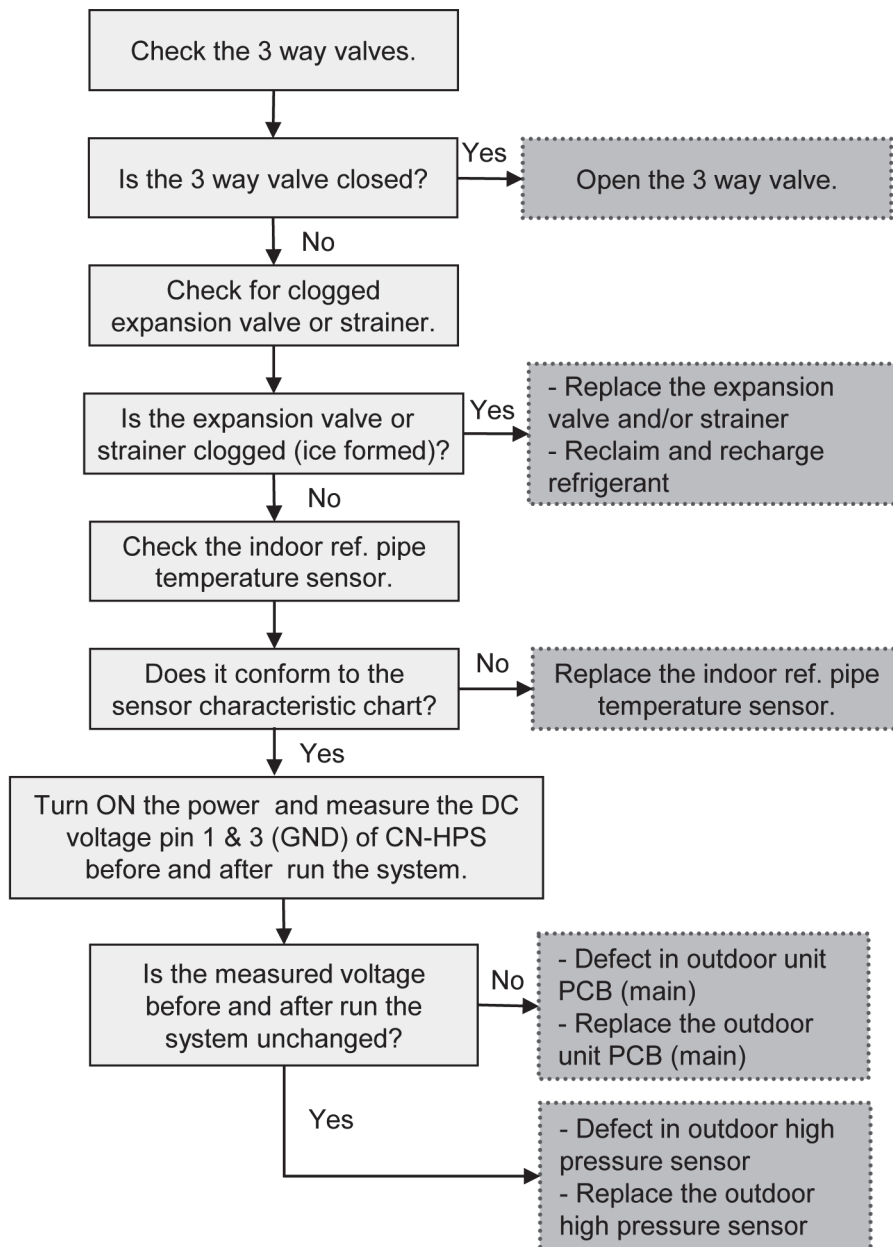 Check the 3 way valves.
Is the 3 way valve closed?
Yes
Open the 3 way valve.
No
Check for clogged
expansion valve or strainer.
Is the expansion valve or
strainer clogged (ice formed)?
Yes
- Replace the expansion
valve and/or strainer
- Reclaim and recharge
refrigerant
No
Check the indoor ref. pipe
temperature sensor.
Does it conform to the
sensor characteristic chart?
No
Replace the indoor ref. pipe
temperature sensor.
Yes
Turn ON the power and measure the DC
voltage pin 1 & 3 (GND) of CN-HPS
before and after run the system.
Is the measured voltage
before and after run the
system unchanged?
No
- Defect in outdoor unit
PCB (main)
- Replace the outdoor
unit PCB (main)
Yes
- Defect in outdoor high
pressure sensor
- Replace the outdoor
high pressure sensor